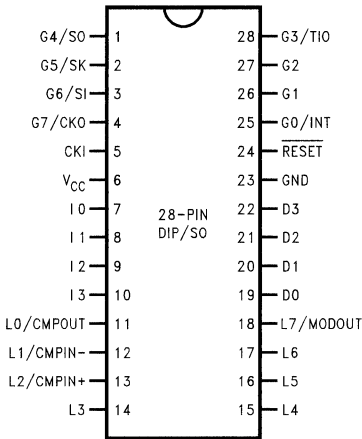 G4/SO 1 28 G3/TIO
G5/SK 2 27 G2
G6/SI 3 26 G1
G7/CKO 4 25 G0/INT
CKI 5 24 RESET
VCC 6 23 GND
I0 7 22 D3
I1 8 21 D2
I2 9 20 D1
I3 10 19 D0
28-PIN
DIP/SO
L0/CMPOUT 11 18 L7/MODOUT
L1/CMPIN- 12 17 L6
L2/CMPIN+ 13 16 L5
L3 14 15 L4